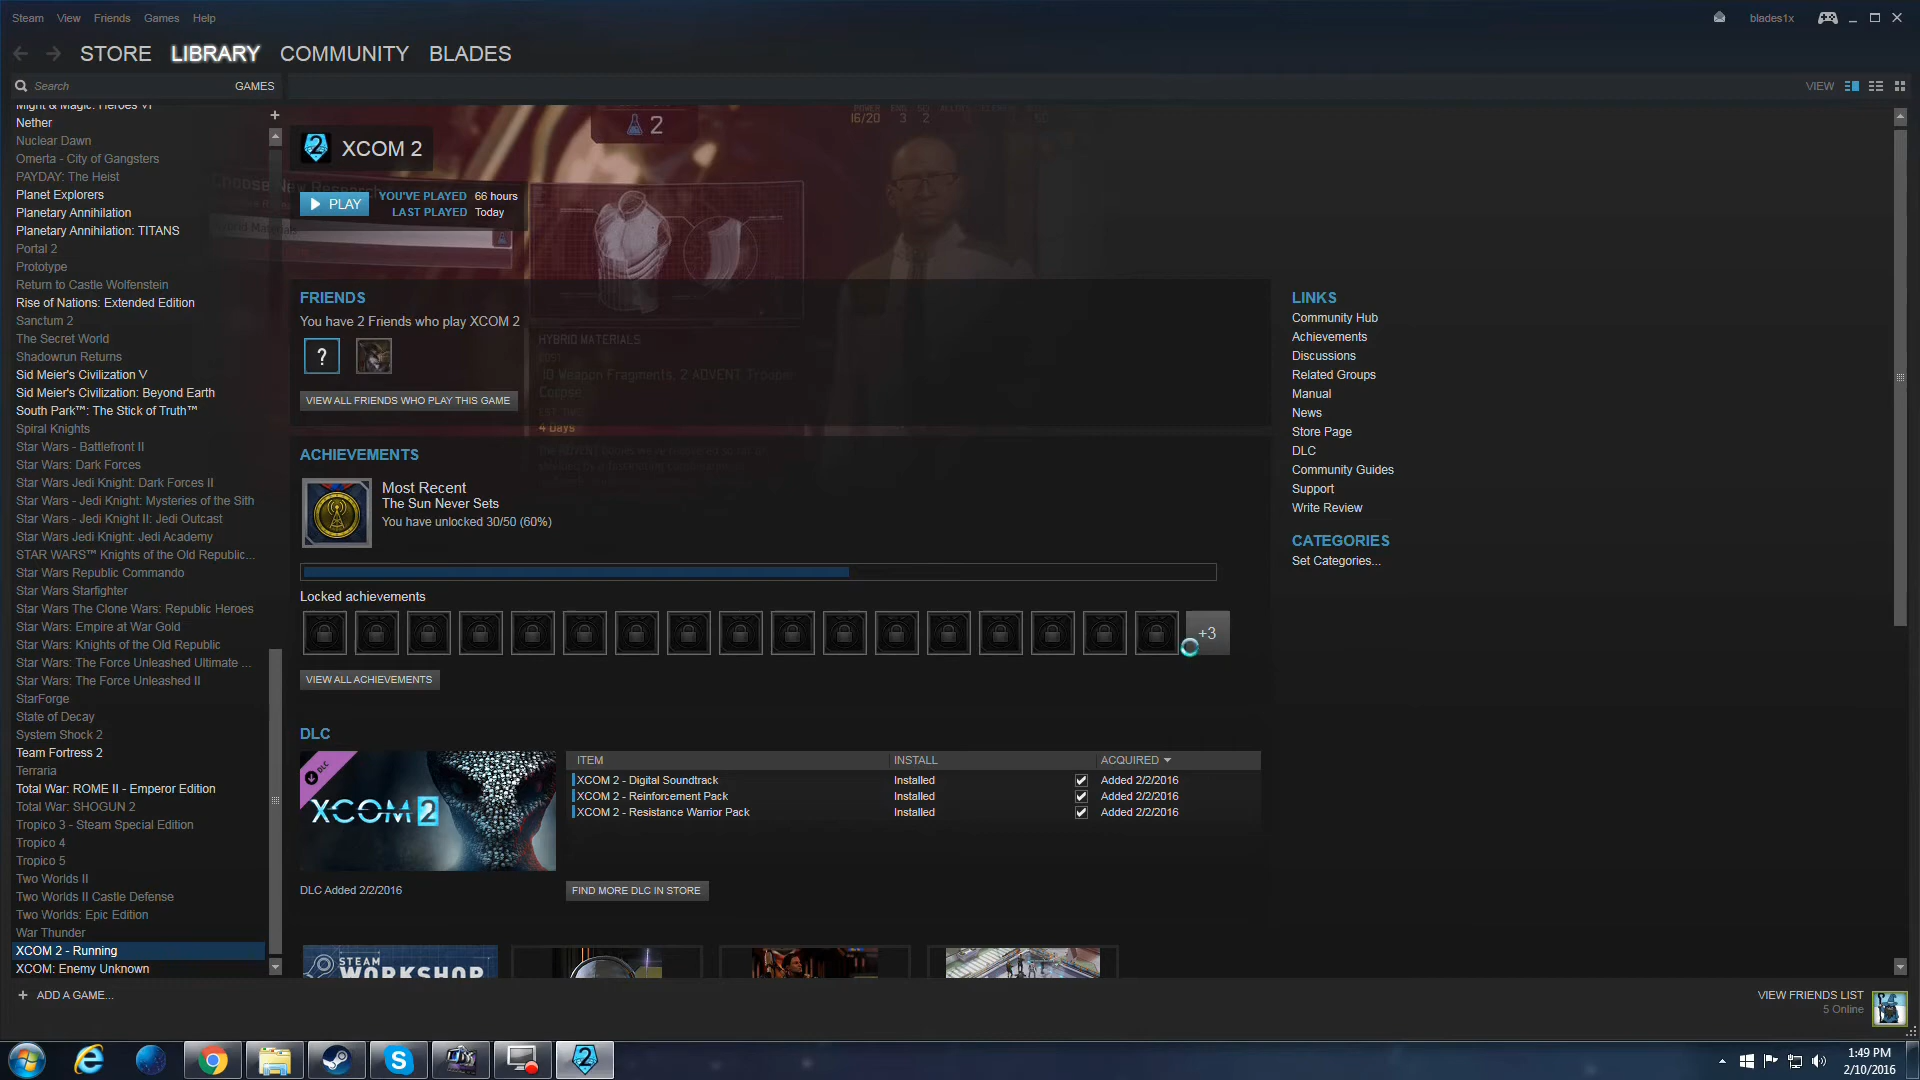 Steam View Friends Games Help
blades1x
STORE LIBRARY COMMUNITY BLADES
Search
GAMES
VIEW
Might & Magic: Heroes VI
Nether
Nuclear Dawn
Omerta - City of Gangsters
PAYDAY: The Heist
Planet Explorers
Planetary Annihilation
Planetary Annihilation: TITANS
Portal 2
Prototype
Return to Castle Wolfenstein
Rise of Nations: Extended Edition
Sanctum 2
The Secret World
Shadowrun Returns
Sid Meier's Civilization V
Sid Meier's Civilization: Beyond Earth
South Park™: The Stick of Truth™
Spiral Knights
Star Wars - Battlefront II
Star Wars: Dark Forces
Star Wars Jedi Knight: Dark Forces II
Star Wars - Jedi Knight: Mysteries of the Sith
Star Wars - Jedi Knight II: Jedi Outcast
Star Wars Jedi Knight: Jedi Academy
STAR WARS™ Knights of the Old Republic...
Star Wars Republic Commando
Star Wars Starfighter
Star Wars The Clone Wars: Republic Heroes
Star Wars: Empire at War Gold
Star Wars: Knights of the Old Republic
Star Wars: The Force Unleashed Ultimate ...
Star Wars: The Force Unleashed II
StarForge
State of Decay
System Shock 2
Team Fortress 2
Terraria
Total War: ROME II - Emperor Edition
Total War: SHOGUN 2
Tropico 3 - Steam Special Edition
Tropico 4
Tropico 5
Two Worlds II
Two Worlds II Castle Defense
Two Worlds: Epic Edition
War Thunder
XCOM 2 - Running
XCOM: Enemy Unknown
+ ADD A GAME...
2
XCOM 2
PLAY
YOU'VE PLAYED 66 hours
LAST PLAYED Today
Choose New Research
2
POWER
16/20 3 2
HYBRID MATERIALS
COST
10 Weapon Fragments, 2 ADVENT Trooper
Corpse
4 Days
FRIENDS
You have 2 Friends who play XCOM 2
?
VIEW ALL FRIENDS WHO PLAY THIS GAME
ACHIEVEMENTS
Most Recent
The Sun Never Sets
You have unlocked 30/50 (60%)
Locked achievements
+3
VIEW ALL ACHIEVEMENTS
DLC
DLC
XCOM 2
DLC Added 2/2/2016
ITEM INSTALL ACQUIRED
XCOM 2 - Digital Soundtrack Installed Added 2/2/2016
XCOM 2 - Reinforcement Pack Installed Added 2/2/2016
XCOM 2 - Resistance Warrior Pack Installed Added 2/2/2016
FIND MORE DLC IN STORE
STEAM
WORKSHOP
LINKS
Community Hub
Achievements
Discussions
Related Groups
Manual
News
Store Page
DLC
Community Guides
Support
Write Review
CATEGORIES
Set Categories...
VIEW FRIENDS LIST
5 Online
1:49 PM
2/10/2016